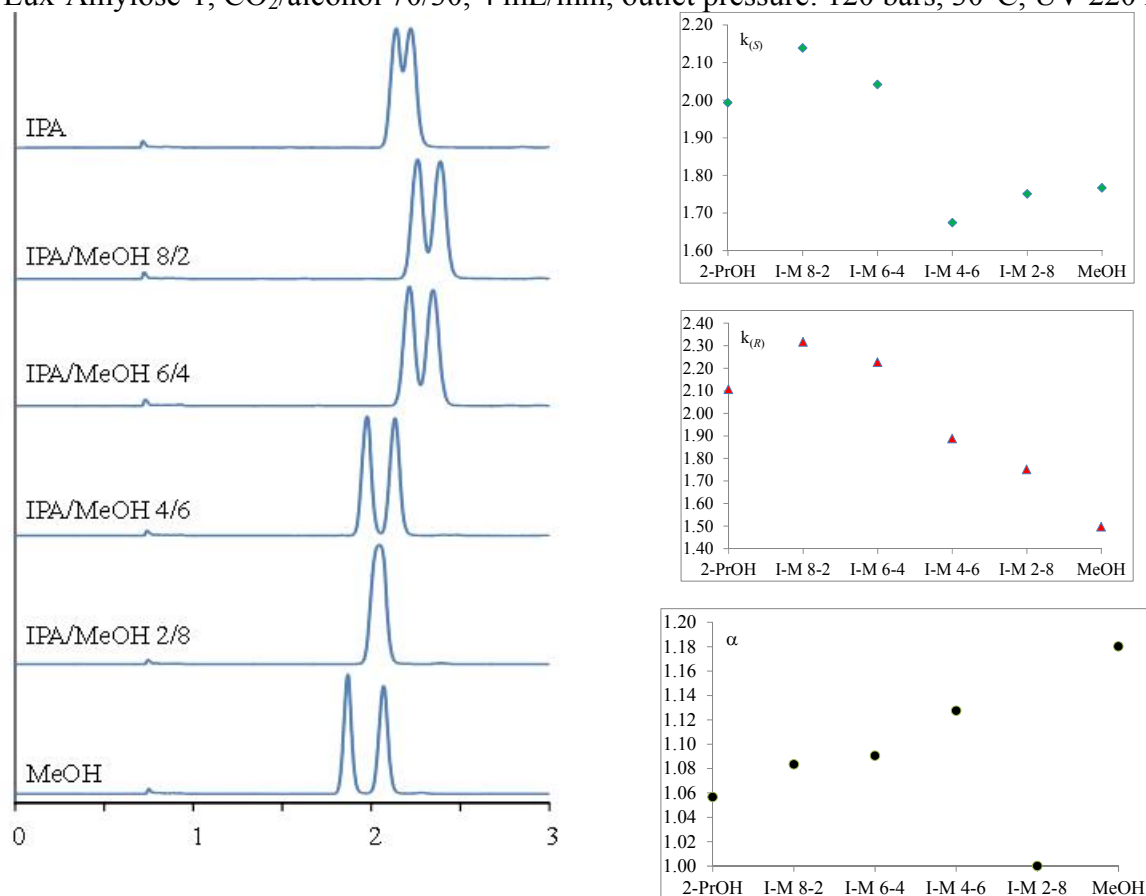 Lux-Amylose-1, CO2/alcohol 70/30, 4 mL/min, outlet pressure: 120 bars, 30°C, UV 220
IPA
IPA/MeOH 8/2
IPA/MeOH 6/4
IPA/MeOH 4/6
IPA/MeOH 2/8
MeOH
0 1 2 3
k(S)
2.20
2.10
2.00
1.90
1.80
1.70
1.60
2-PrOH I-M 8-2 I-M 6-4 I-M 4-6 I-M 2-8 MeOH
k(R)
2.40
2.30
2.20
2.10
2.00
1.90
1.80
1.70
1.60
1.50
1.40
2-PrOH I-M 8-2 I-M 6-4 I-M 4-6 I-M 2-8 MeOH
α
1.20
1.18
1.16
1.14
1.12
1.10
1.08
1.06
1.04
1.02
1.00
2-PrOH I-M 8-2 I-M 6-4 I-M 4-6 I-M 2-8 MeOH